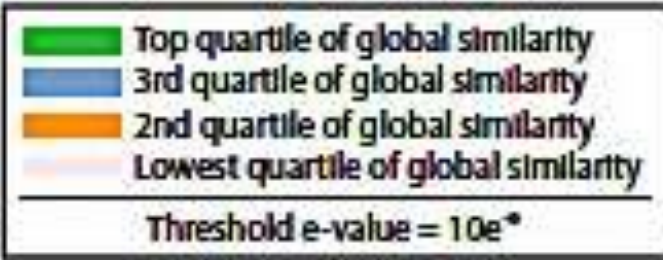 Top quartile of global similarity
3rd quartile of global similarity
2nd quartile of global similarity
Lowest quartile of global similarity
Threshold e-value = 10e